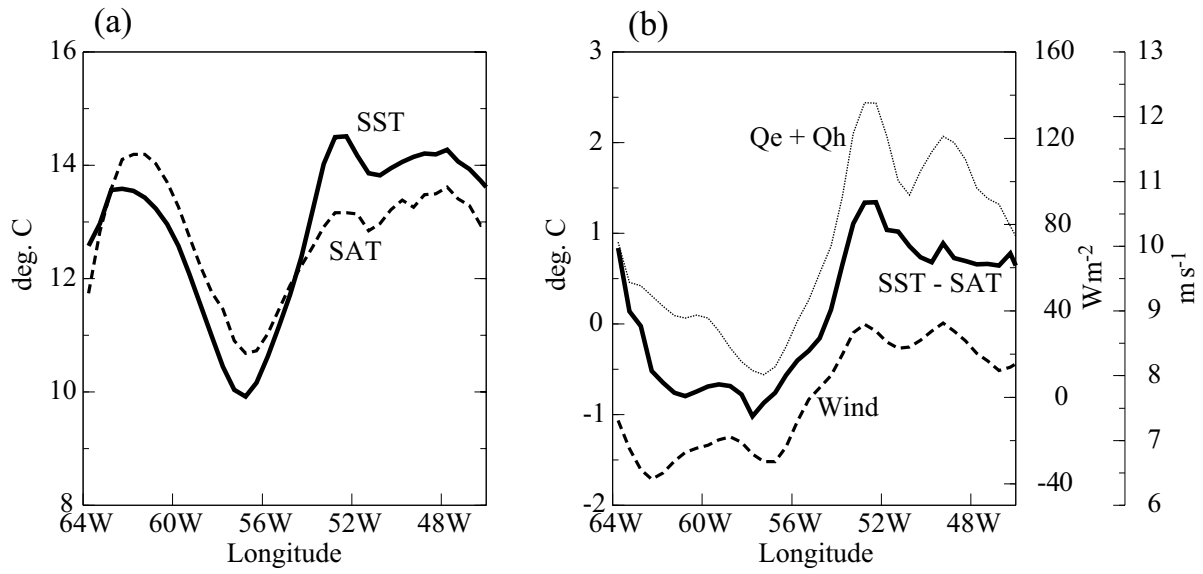 (a)
16
14
12
10
8
deg. C
SST
SAT
64W 60W 56W 52W 48W
Longitude
(b)
3
2
1
0
-1
-2
deg. C
Qe + Qh
SST - SAT
Wind
64W 60W 56W 52W 48W
Longitude
160
120
80
40
0
-40
Wm-2
13
12
11
10
9
8
7
6
m s-1